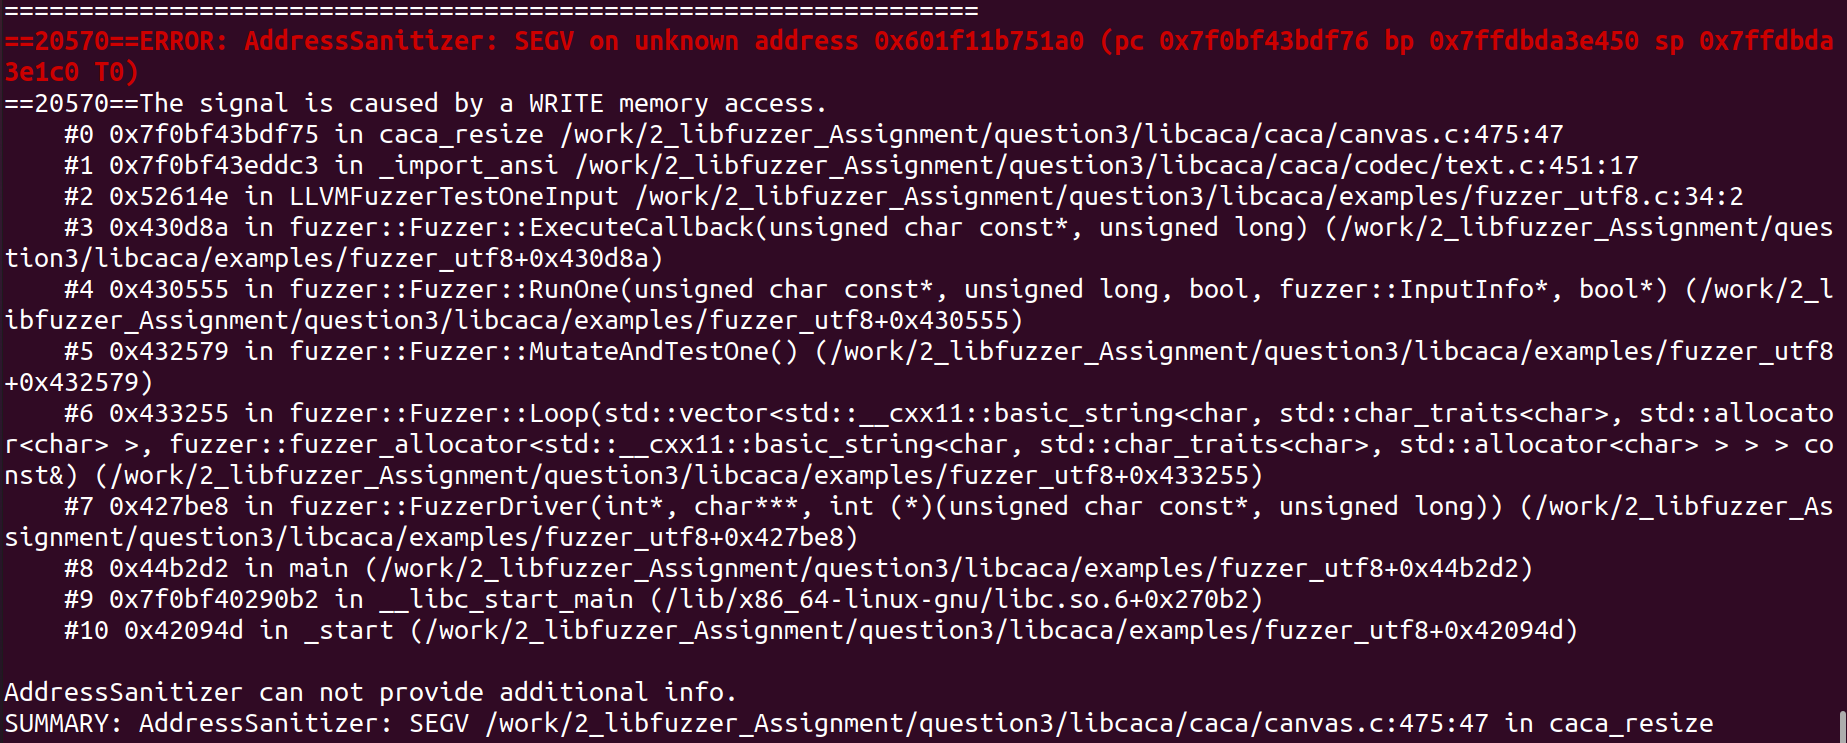 =================================================================
==20570==ERROR: AddressSanitizer: SEGV on unknown address 0x601f11b751a0 (pc 0x7f0bf43bdf76 bp 0x7ffdbda3e450 sp 0x7ffdbda
3e1c0 T0)
==20570==The signal is caused by a WRITE memory access.
    #0 0x7f0bf43bdf75 in caca_resize /work/2_libfuzzer_Assignment/question3/libcaca/caca/canvas.c:475:47
    #1 0x7f0bf43eddc3 in _import_ansi /work/2_libfuzzer_Assignment/question3/libcaca/caca/codec/text.c:451:17
    #2 0x52614e in LLVMFuzzerTestOneInput /work/2_libfuzzer_Assignment/question3/libcaca/examples/fuzzer_utf8.c:34:2
    #3 0x430d8a in fuzzer::Fuzzer::ExecuteCallback(unsigned char const*, unsigned long) (/work/2_libfuzzer_Assignment/ques
tion3/libcaca/examples/fuzzer_utf8+0x430d8a)
    #4 0x430555 in fuzzer::Fuzzer::RunOne(unsigned char const*, unsigned long, bool, fuzzer::InputInfo*, bool*) (/work/2_l
ibfuzzer_Assignment/question3/libcaca/examples/fuzzer_utf8+0x430555)
    #5 0x432579 in fuzzer::Fuzzer::MutateAndTestOne() (/work/2_libfuzzer_Assignment/question3/libcaca/examples/fuzzer_utf8
+0x432579)
    #6 0x433255 in fuzzer::Fuzzer::Loop(std::vector<std::__cxx11::basic_string<char, std::char_traits<char>, std::allocato
r<char> >, fuzzer::fuzzer_allocator<std::__cxx11::basic_string<char, std::char_traits<char>, std::allocator<char> > > > co
nst&) (/work/2_libfuzzer_Assignment/question3/libcaca/examples/fuzzer_utf8+0x433255)
    #7 0x427be8 in fuzzer::FuzzerDriver(int*, char***, int (*)(unsigned char const*, unsigned long)) (/work/2_libfuzzer_As
signment/question3/libcaca/examples/fuzzer_utf8+0x427be8)
    #8 0x44b2d2 in main (/work/2_libfuzzer_Assignment/question3/libcaca/examples/fuzzer_utf8+0x44b2d2)
    #9 0x7f0bf40290b2 in __libc_start_main (/lib/x86_64-linux-gnu/libc.so.6+0x270b2)
    #10 0x42094d in _start (/work/2_libfuzzer_Assignment/question3/libcaca/examples/fuzzer_utf8+0x42094d)

AddressSanitizer can not provide additional info.
SUMMARY: AddressSanitizer: SEGV /work/2_libfuzzer_Assignment/question3/libcaca/caca/canvas.c:475:47 in caca_resize